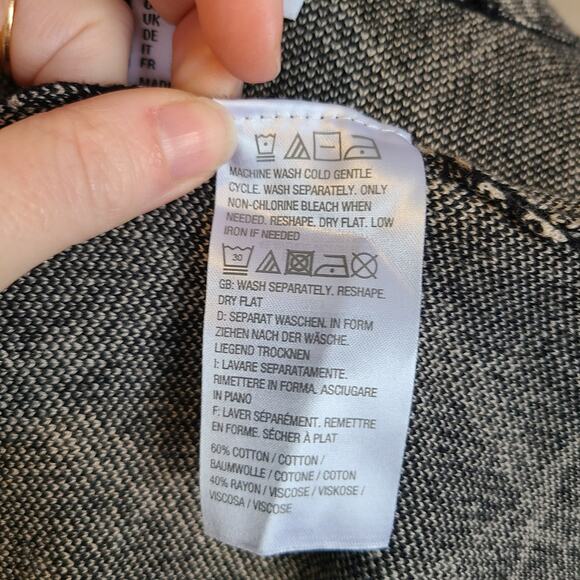 UK
DE
IT
FR
MADE
MACHINE WASH COLD GENTLE
CYCLE. WASH SEPARATELY. ONLY
NON-CHLORINE BLEACH WHEN
NEEDED. RESHAPE. DRY FLAT. LOW
IRON IF NEEDED
30
GB: WASH SEPARATELY. RESHAPE.
DRY FLAT
D: SEPARAT WASCHEN. IN FORM
ZIEHEN NACH DER WÄSCHE.
LIEGEND TROCKNEN
I: LAVARE SEPARATAMENTE.
RIMETTERE IN FORMA. ASCIUGARE
IN PIANO
F: LAVER SÉPARÉMENT. REMETTRE
EN FORME. SÉCHER À PLAT
60% COTTON / COTTON /
BAUMWOLLE / COTONE / COTON
40% RAYON / VISCOSE / VISKOSE /
VISCOSA / VISCOSE